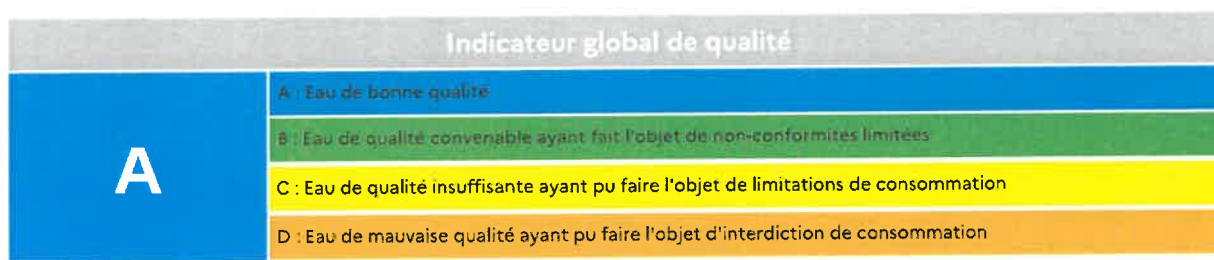 Indicateur global de qualité
A
A : Eau de bonne qualité
B : Eau de qualité convenable ayant fait l'objet de non-conformités limitées
C : Eau de qualité insuffisante ayant pu faire l'objet de limitations de consommation
D : Eau de mauvaise qualité ayant pu faire l'objet d'interdiction de consommation